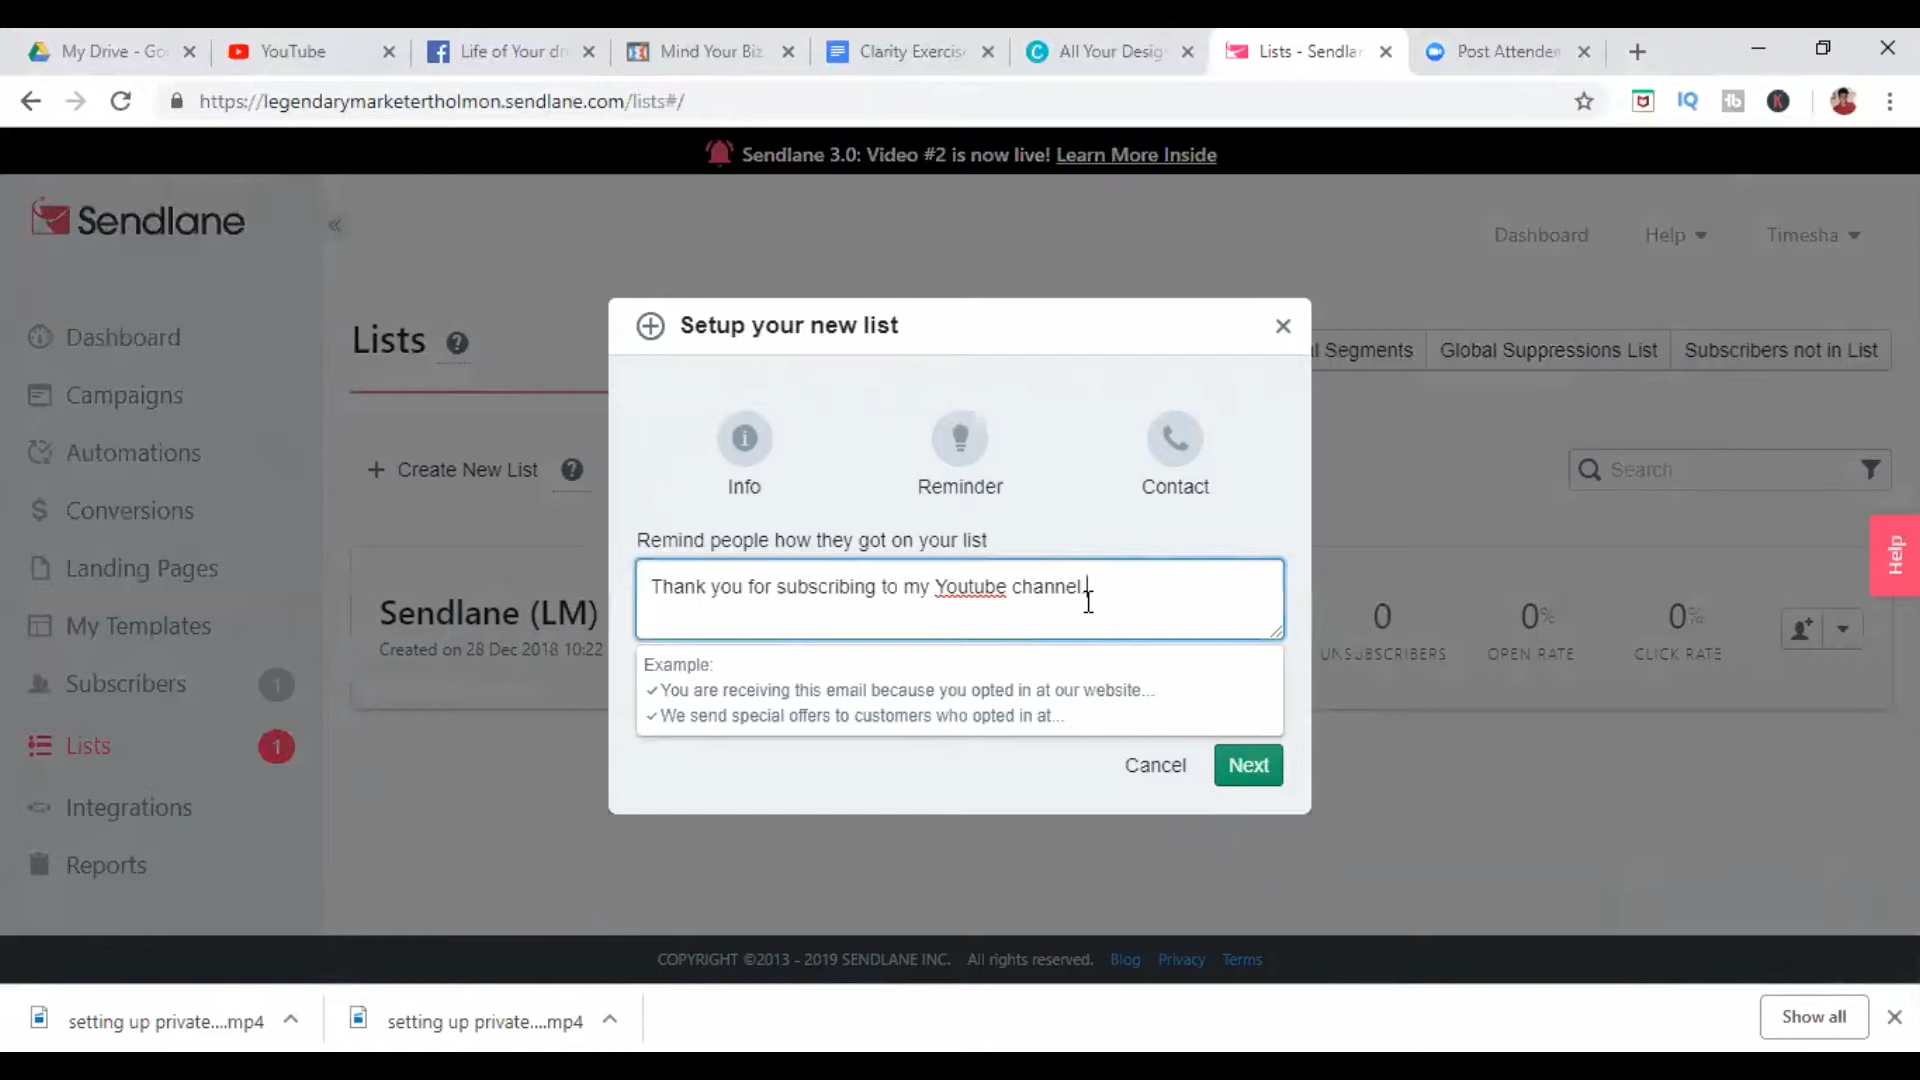 My Drive - Go
YouTube
Life of Your dr
Mind Your Biz
Clarity Exercis
All Your Desig
Lists - Sendlar
Post Attendee
https://legendarymarketertholmon.sendlane.com/lists#/
IQ
tb
K
Sendlane 3.0: Video #2 is now live! Learn More Inside
Sendlane
«
Dashboard
Help
Timesha
Dashboard
Campaigns
Automations
Conversions
Landing Pages
My Templates
Subscribers 1
Lists 1
Integrations
Reports
Lists ?
l Segments
Global Suppressions List
Subscribers not in List
+ Create New List ?
Search
Sendlane (LM)
Created on 28 Dec 2018 10:22
0
UNSUBSCRIBERS
0%
OPEN RATE
0%
CLICK RATE
Setup your new list
Info
Reminder
Contact
Remind people how they got on your list
Thank you for subscribing to my Youtube channel.
Example:
✓You are receiving this email because you opted in at our website...
✓We send special offers to customers who opted in at...
Cancel
Next
Help
COPYRIGHT ©2013 - 2019 SENDLANE INC. All rights reserved. Blog Privacy Terms
setting up private....mp4
setting up private....mp4
Show all